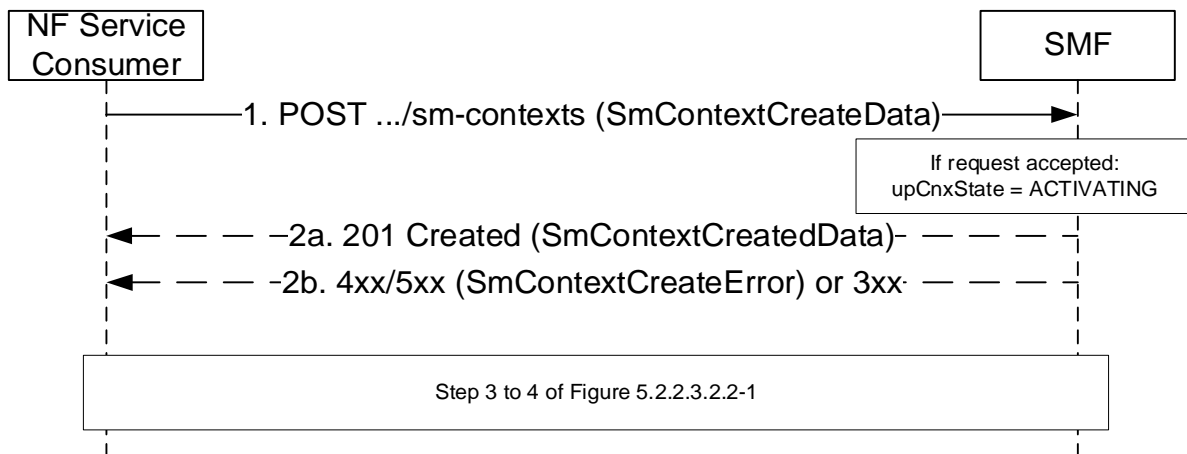 NF Service
Consumer
SMF
1. POST .../sm-contexts (SmContextCreateData)
If request accepted:
upCnxState = ACTIVATING
2a. 201 Created (SmContextCreatedData)
2b. 4xx/5xx (SmContextCreateError) or 3xx
Step 3 to 4 of Figure 5.2.2.3.2.2-1